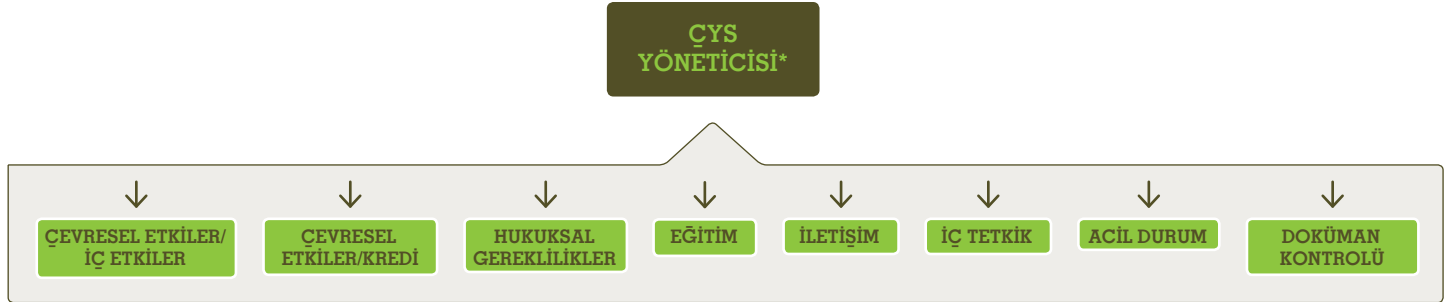 ÇYS
YÖNETİCİSİ*
ÇEVRESEL ETKİLER/
İÇ ETKİLER
ÇEVRESEL
ETKİLER/KREDİ
HUKUKSAL
GEREKLİLİKLER
EĞİTİM
İLETİŞİM
İÇ TETKİK
ACİL DURUM
DOKÜMAN
KONTROLÜ